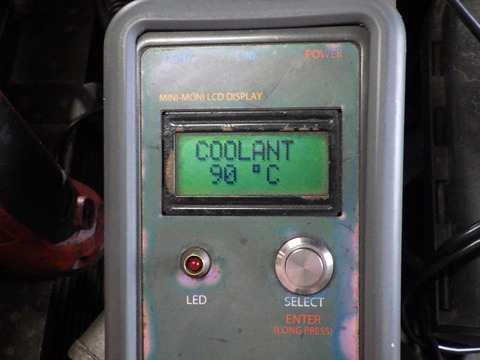 POWER
MINI-MONI LCD DISPLAY
COOLANT
90 °C
LED
SELECT
ENTER
(LONG PRESS)